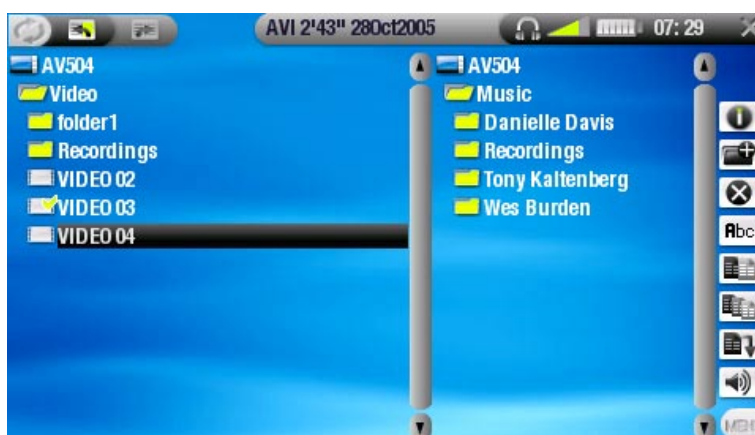 AVI 2'43" 28Oct2005
07:29
AV504
Video
folder1
Recordings
VIDEO 02
VIDEO 03
VIDEO 04
AV504
Music
Danielle Davis
Recordings
Tony Kaltenberg
Wes Burden
Abc